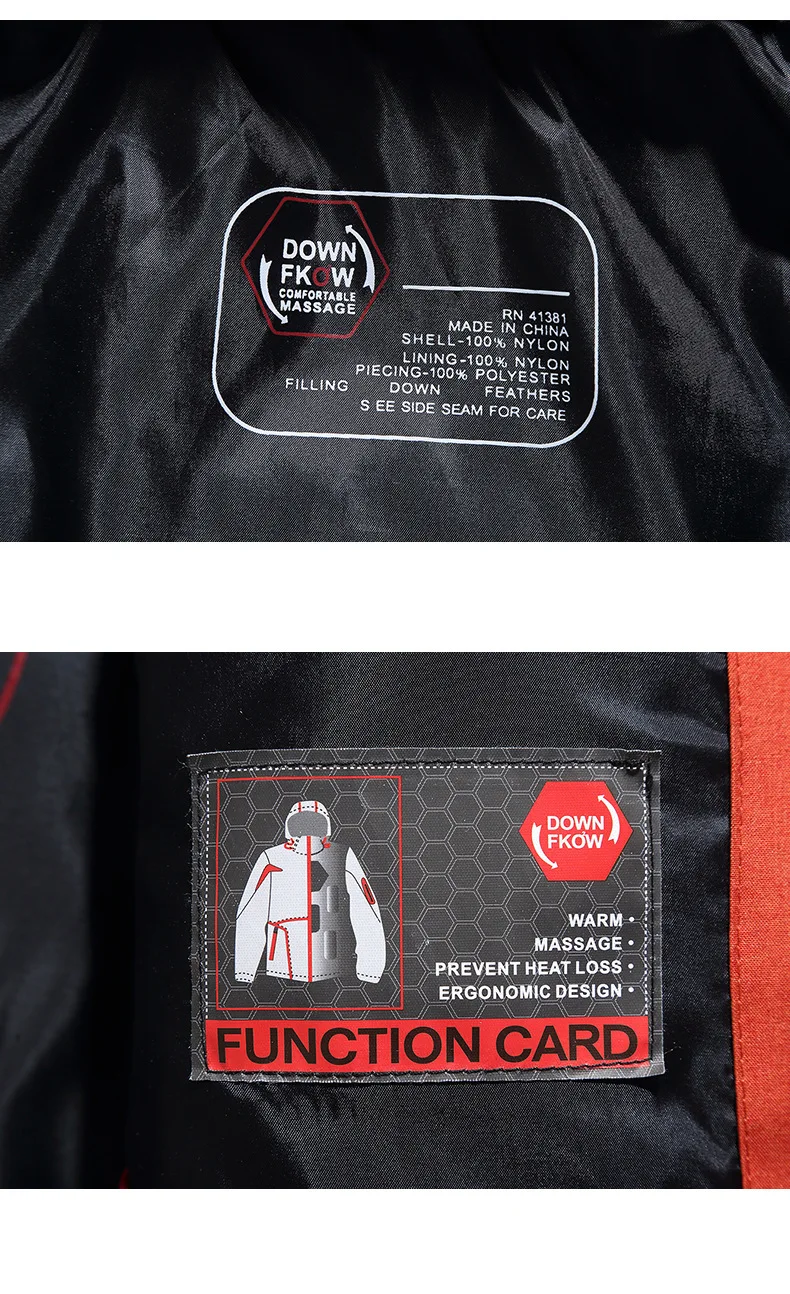 DOWN
FKOW
COMFORTABLE
MASSAGE
RN 41381
MADE IN CHINA
SHELL-100% NYLON
LINING-100% NYLON
PIECING-100% POLYESTER
FILLING DOWN FEATHERS
S EE SIDE SEAM FOR CARE
DOWN
FKOW
WARM •
MASSAGE •
PREVENT HEAT LOSS •
ERGONOMIC DESIGN •
FUNCTION CARD